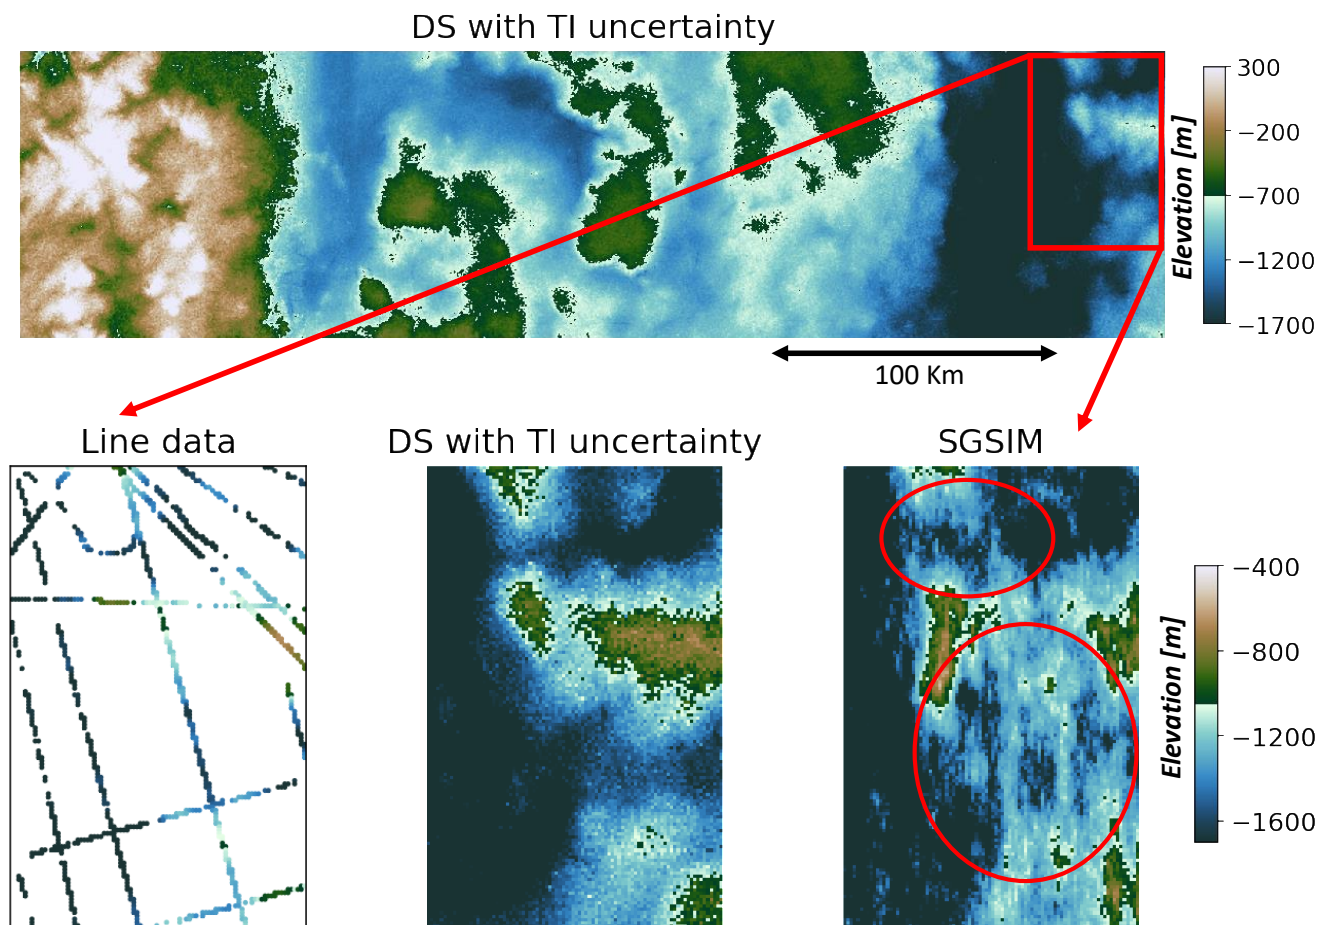 DS with TI uncertainty
300
−200
−700
−1200
−1700
Elevation [m]
100 Km
Line data
DS with TI uncertainty
SGSIM
−400
−800
−1200
−1600
Elevation [m]